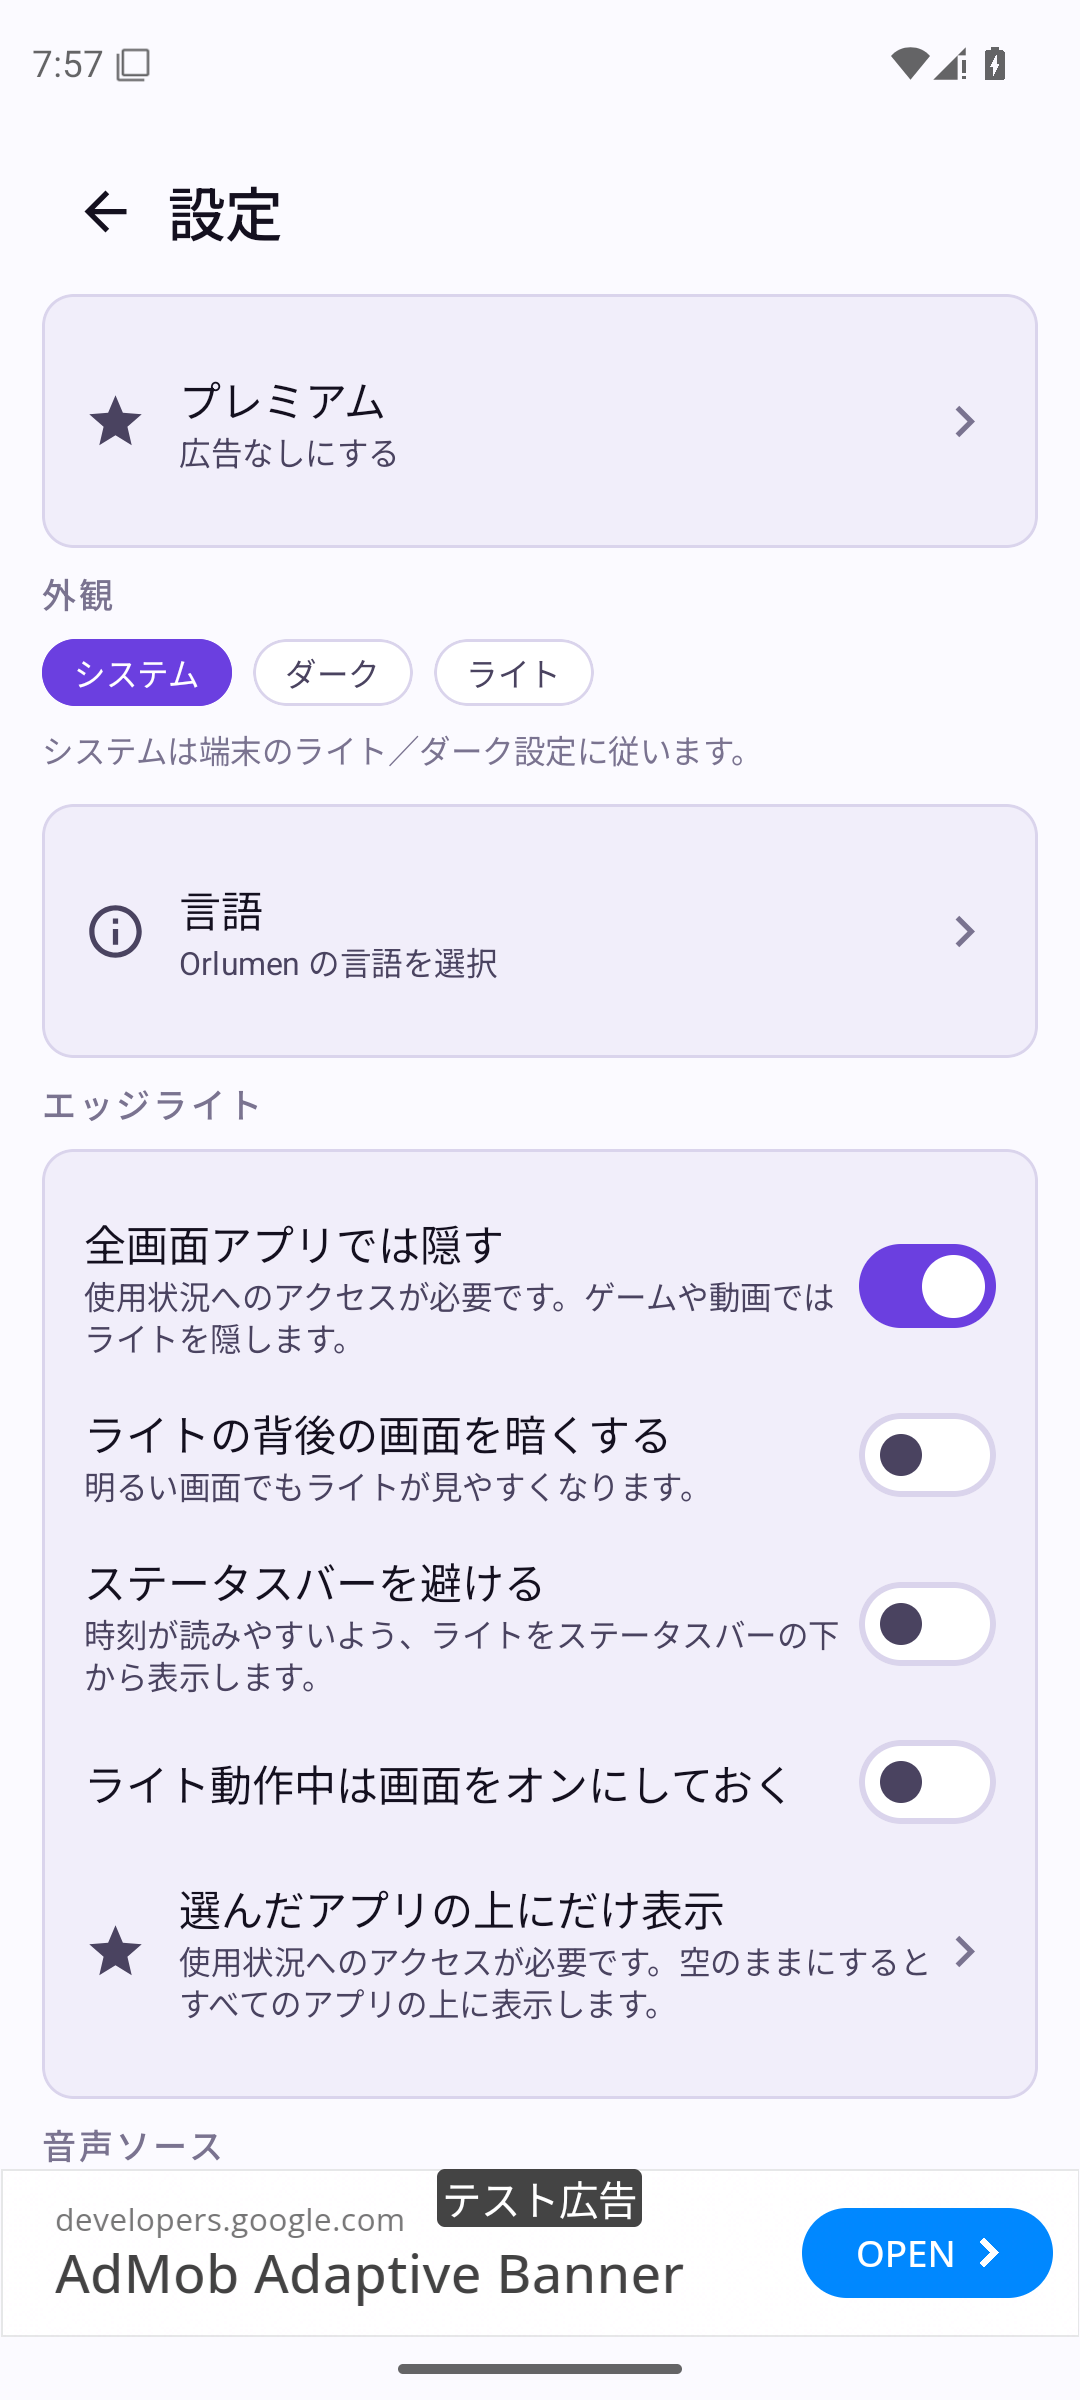 7:57
設定
プレミアム
広告なしにする
外観
システム
ダーク
ライト
システムは端末のライト／ダーク設定に従います。
言語
Orlumen の言語を選択
エッジライト
全画面アプリでは隠す
使用状況へのアクセスが必要です。ゲームや動画では
ライトを隠します。
ライトの背後の画面を暗くする
明るい画面でもライトが見やすくなります。
ステータスバーを避ける
時刻が読みやすいよう、ライトをステータスバーの下
から表示します。
ライト動作中は画面をオンにしておく
選んだアプリの上にだけ表示
使用状況へのアクセスが必要です。空のままにすると
すべてのアプリの上に表示します。
音声ソース
テスト広告
developers.google.com
AdMob Adaptive Banner
OPEN